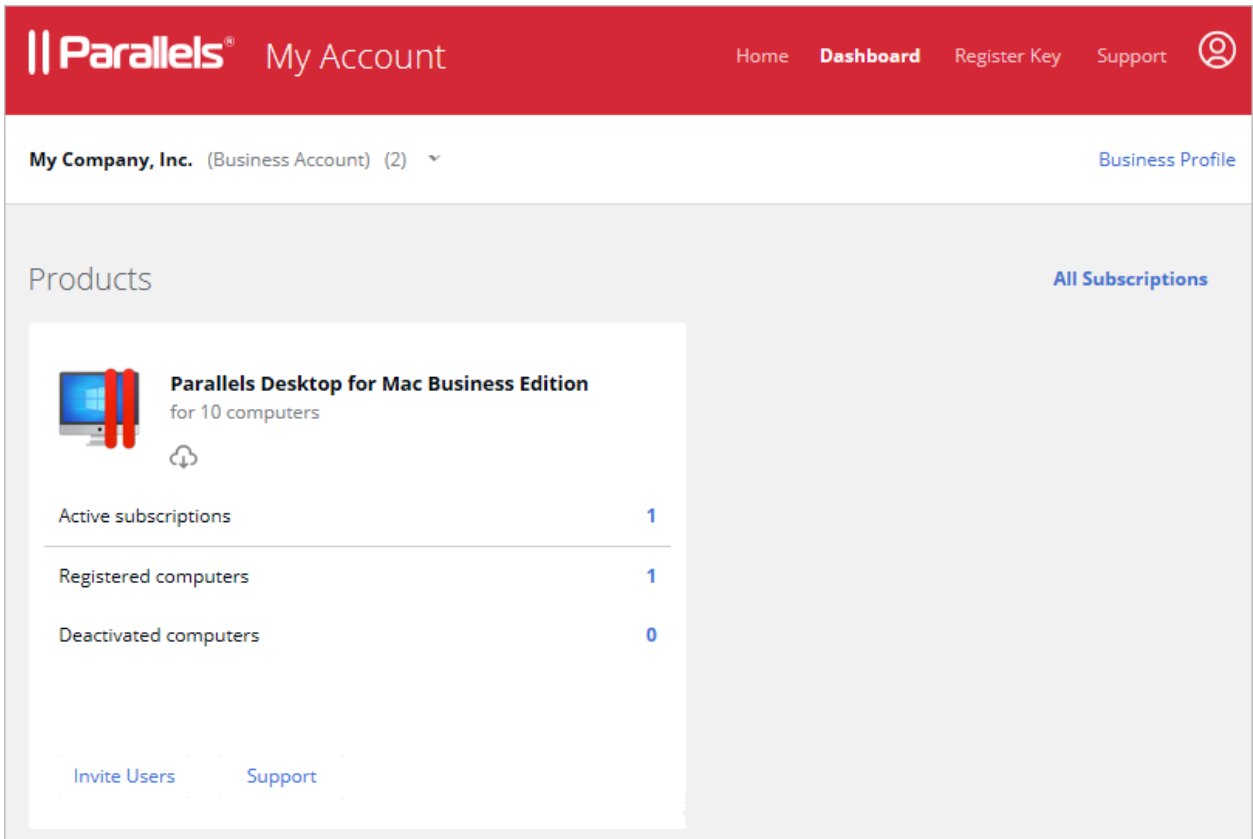 Parallels® My Account Home Dashboard Register Key Support
My Company, Inc. (Business Account) (2) Business Profile
Products All Subscriptions
Parallels Desktop for Mac Business Edition
for 10 computers
Active subscriptions 1
Registered computers 1
Deactivated computers 0
Invite Users Support